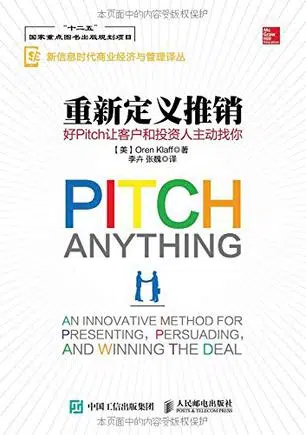 本页面中的内容受版权保护
"十二五"
国家重点图书出版规划项目
新信息时代商业经济与管理译丛
Mc
Graw
Hill
Education
重新定义推销
好Pitch让客户和投资人主动找你
【美】Oren Klaff◎著
李卉 张魏◎译
PITCH
ANYTHING
AN INNOVATIVE METHOD FOR
PRESENTING, PERSUADING,
AND WINNING THE DEAL
中国工信出版集团
人民邮电出版社
POSTS & TELECOM PRESS
本页面中的内容受版权保护